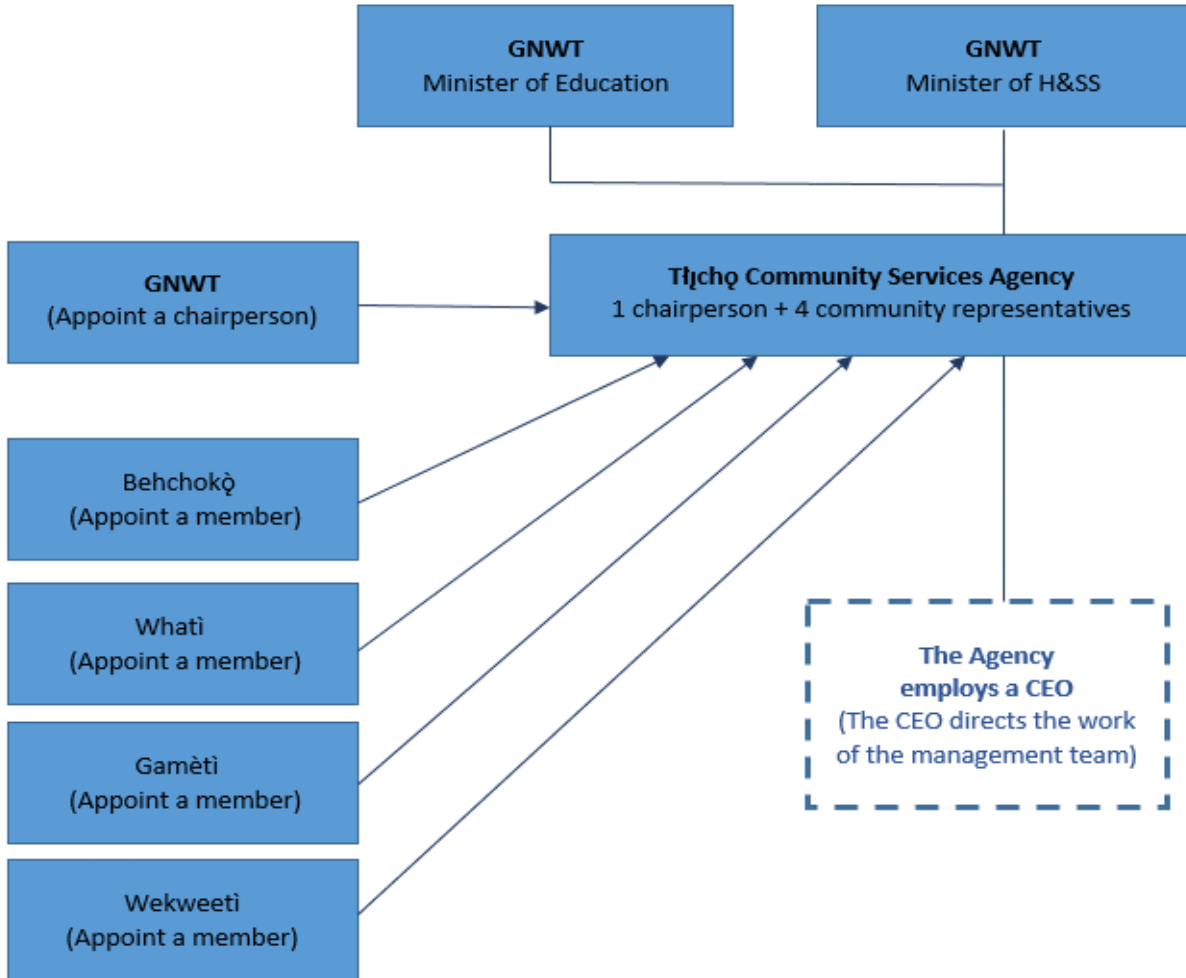 GNWT
Minister of Education
GNWT
Minister of H&SS
GNWT
(Appoint a chairperson)
Tłı̨chǫ Community Services Agency
1 chairperson + 4 community representatives
Behchokǫ̀
(Appoint a member)
Whatì
(Appoint a member)
Gamètì
(Appoint a member)
Wekweetì
(Appoint a member)
The Agency
employs a CEO
(The CEO directs the work
of the management team)